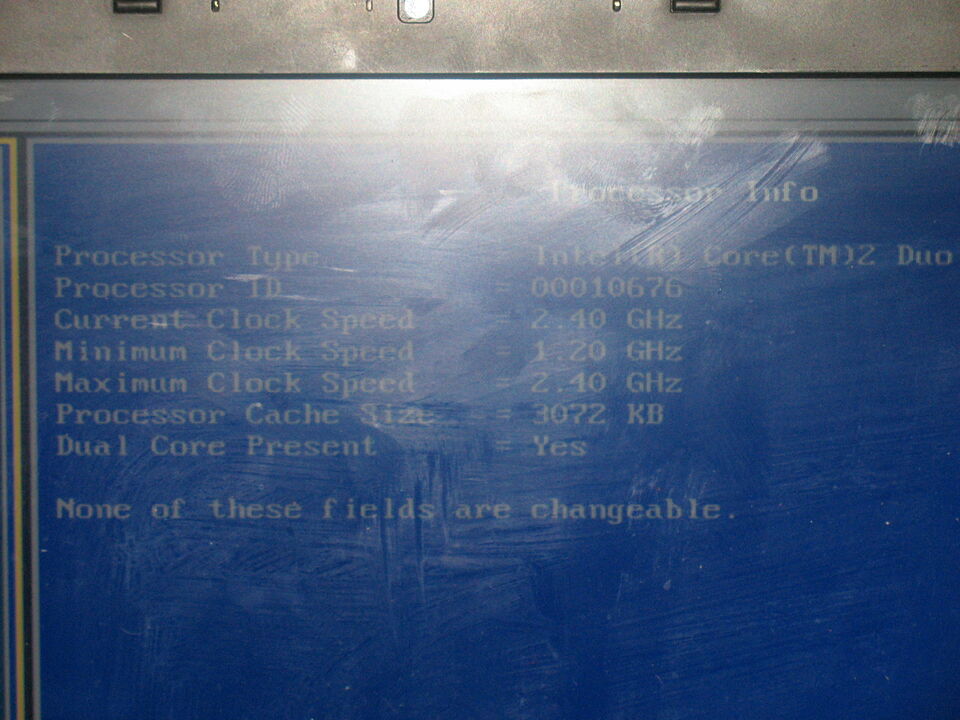 Processor Info
Processor Type Intel(R) Core(TM)2 Duo
Processor ID = 00010676
Current Clock Speed = 2.40 GHz
Minimum Clock Speed = 1.20 GHz
Maximum Clock Speed = 2.40 GHz
Processor Cache Size = 3072 KB
Dual Core Present = Yes
None of these fields are changeable.